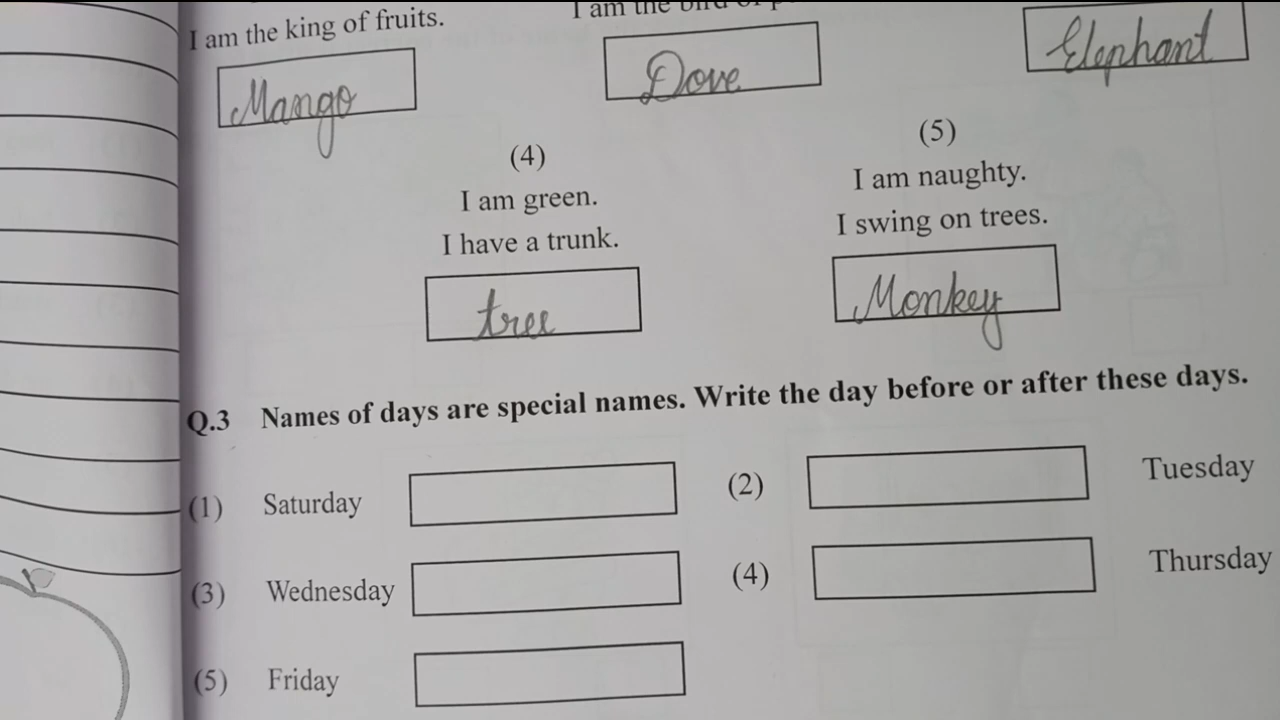 I am the king of fruits.
I am the
Mango
Dove
Elephant
(4)
I am green.
I have a trunk.
tree
(5)
I am naughty.
I swing on trees.
Monkey
Q.3 Names of days are special names. Write the day before or after these days.
(1) Saturday
(2) Tuesday
(3) Wednesday
(4) Thursday
(5) Friday